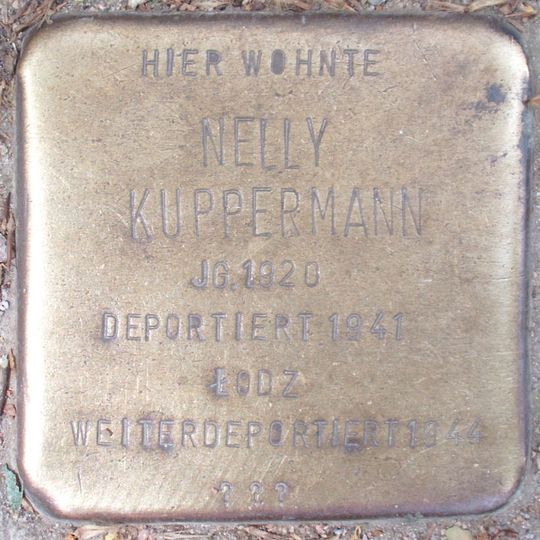 HIER WOHNTE
NELLY
KUPPERMANN
JG. 1920
DEPORTIERT 1941
ŁODZ
WEITERDEPORTIERT 1944
? ? ?